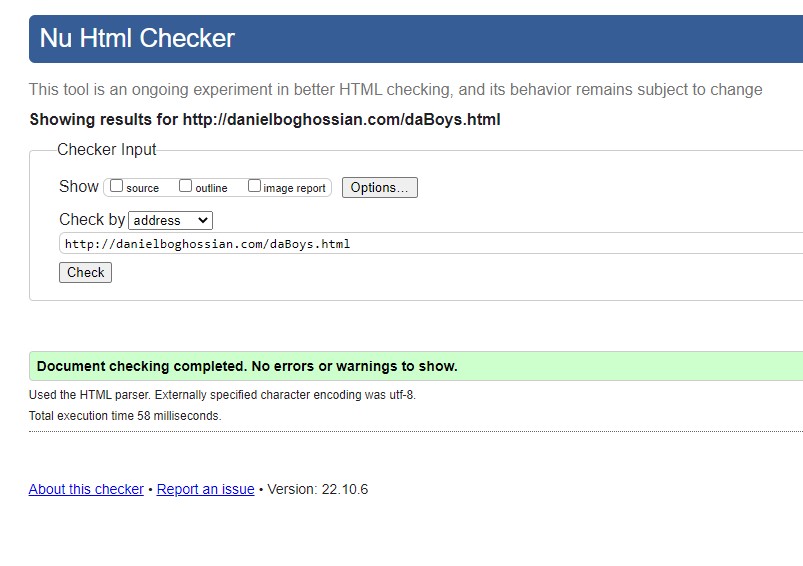 Nu Html Checker
This tool is an ongoing experiment in better HTML checking, and its behavior remains subject to change
Showing results for http://danielboghossian.com/daBoys.html
Checker Input
Show source outline image report Options...
Check by address
http://danielboghossian.com/daBoys.html
Check
Document checking completed. No errors or warnings to show.
Used the HTML parser. Externally specified character encoding was utf-8.
Total execution time 58 milliseconds.
About this checker • Report an issue • Version: 22.10.6